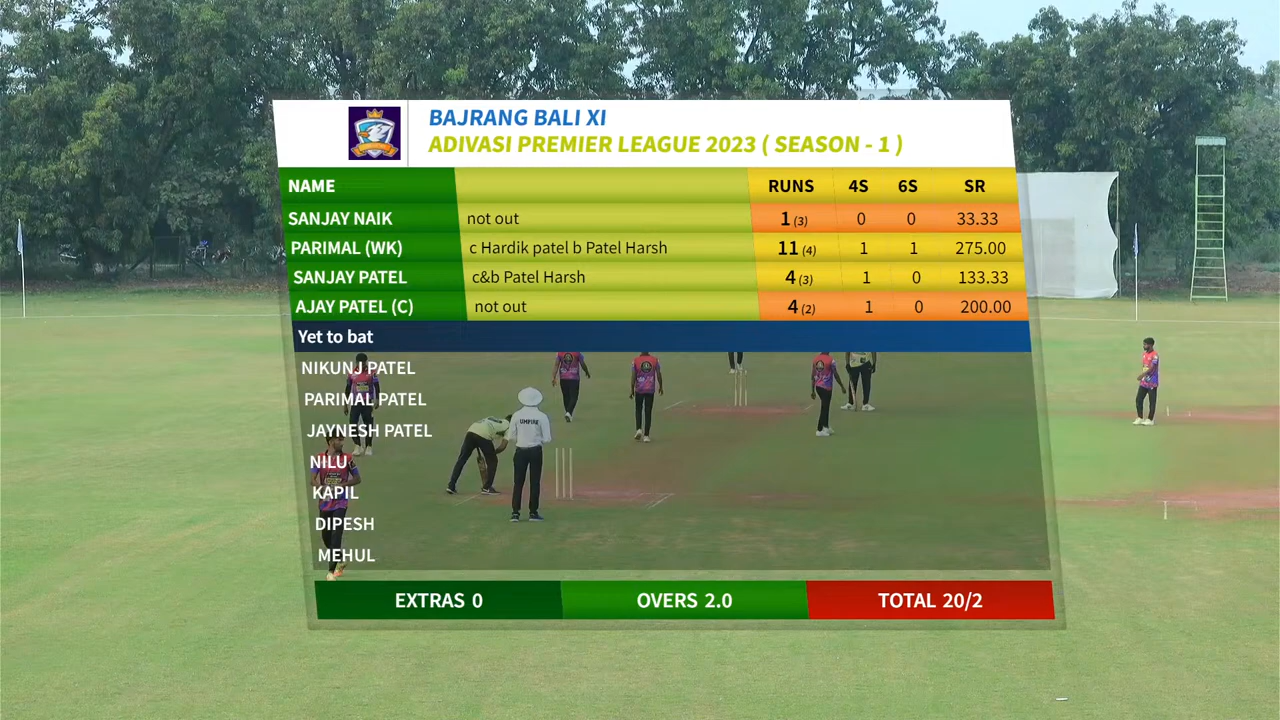 BAJRANG BALI XI
ADIVASI PREMIER LEAGUE 2023 ( SEASON - 1 )
NAME RUNS 4S 6S SR
SANJAY NAIK not out 1 (3) 0 0 33.33
PARIMAL (WK) c Hardik patel b Patel Harsh 11 (4) 1 1 275.00
SANJAY PATEL c&b Patel Harsh 4 (3) 1 0 133.33
AJAY PATEL (C) not out 4 (2) 1 0 200.00
Yet to bat
NIKUNJ PATEL
PARIMAL PATEL
JAYNESH PATEL
NILU
KAPIL
DIPESH
MEHUL
UMPIRE
EXTRAS 0 OVERS 2.0 TOTAL 20/2